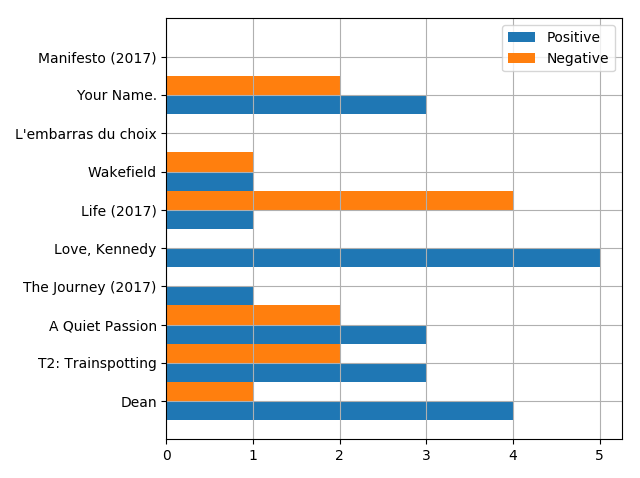 Positive
Negative
Manifesto (2017)
Your Name.
L'embarras du choix
Wakefield
Life (2017)
Love, Kennedy
The Journey (2017)
A Quiet Passion
T2: Trainspotting
Dean
0 1 2 3 4 5